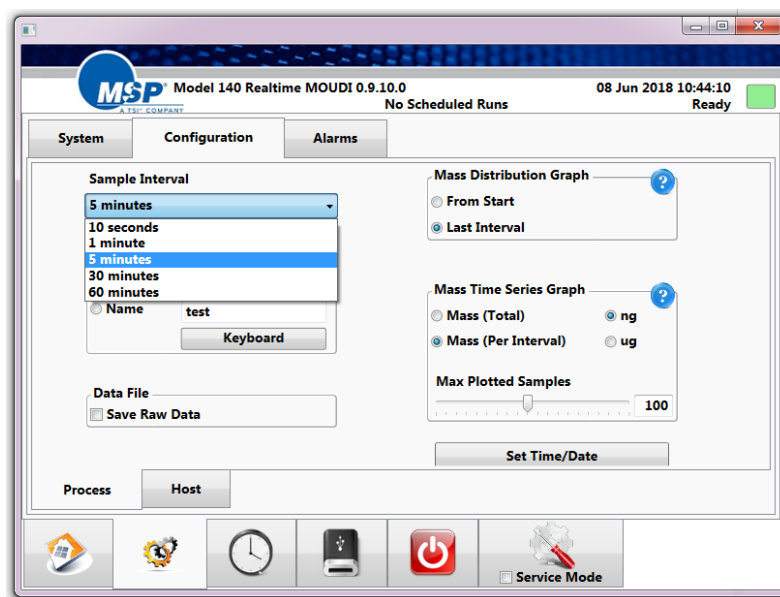 MSP
A TSI® COMPANY
Model 140 Realtime MOUDI 0.9.10.0
08 Jun 2018 10:44:10
No Scheduled Runs
Ready
System
Configuration
Alarms
Sample Interval
5 minutes
10 seconds
1 minute
5 minutes
30 minutes
60 minutes
Name
test
Keyboard
Data File
Save Raw Data
Mass Distribution Graph
?
From Start
Last Interval
Mass Time Series Graph
?
Mass (Total)
ng
Mass (Per Interval)
ug
Max Plotted Samples
100
Set Time/Date
Process
Host
Service Mode